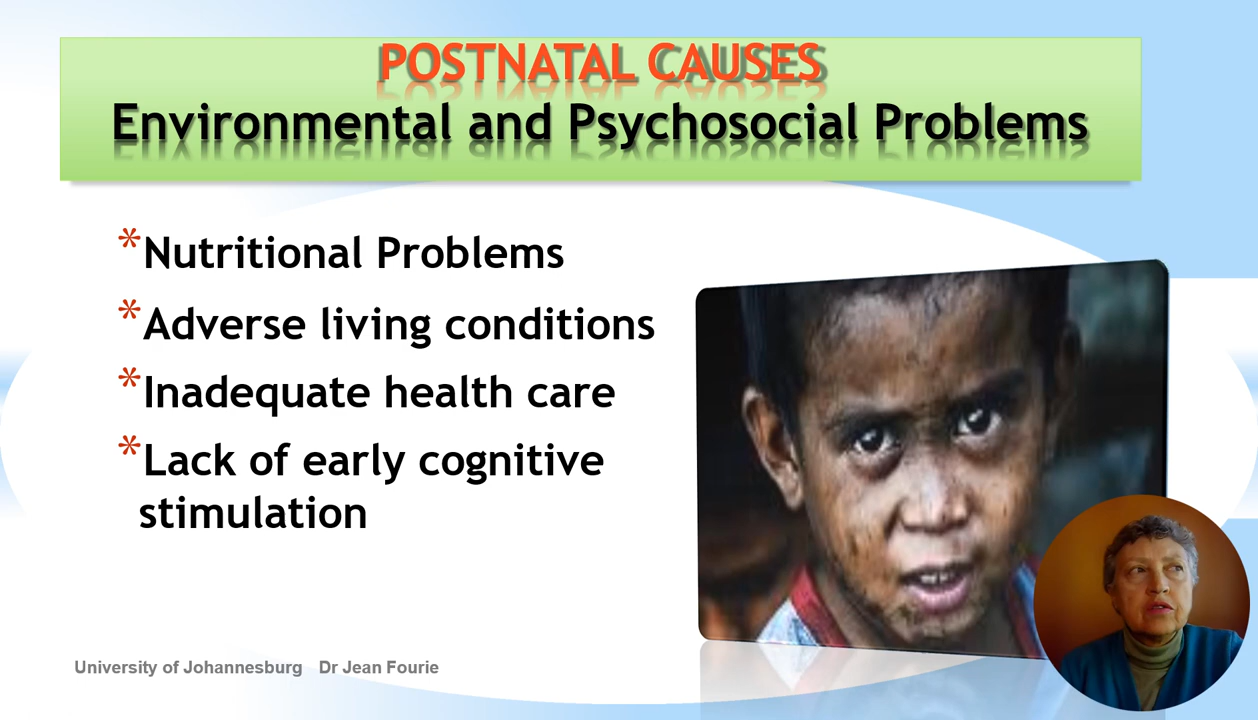 POSTNATAL CAUSES
Environmental and Psychosocial Problems
*Nutritional Problems
*Adverse living conditions
*Inadequate health care
*Lack of early cognitive
stimulation
University of Johannesburg Dr Jean Fourie